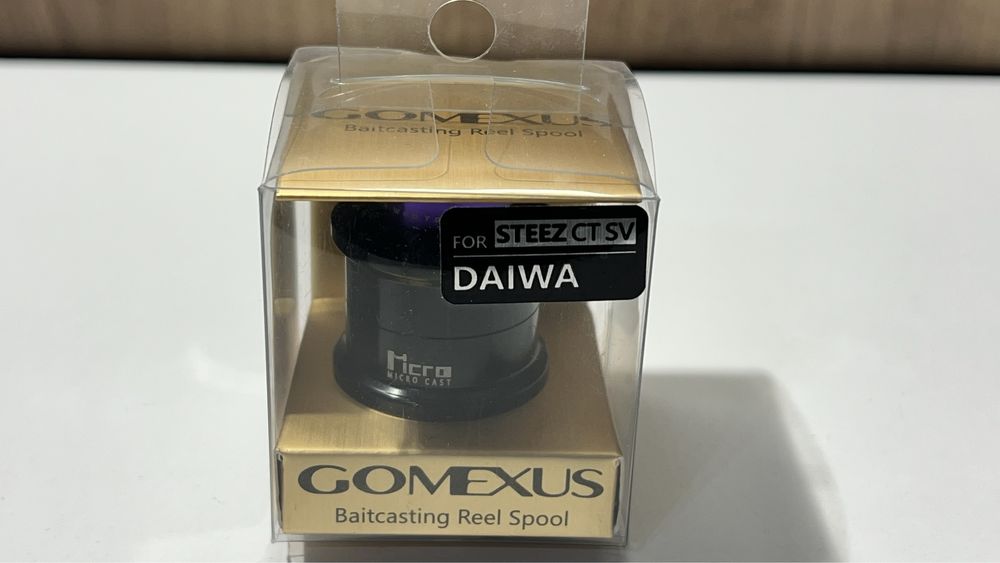 GOMEXUS
Baitcasting Reel Spool
FOR STEEZ CT SV
DAIWA
Micro
MICRO CAST
GOMEXUS
Baitcasting Reel Spool